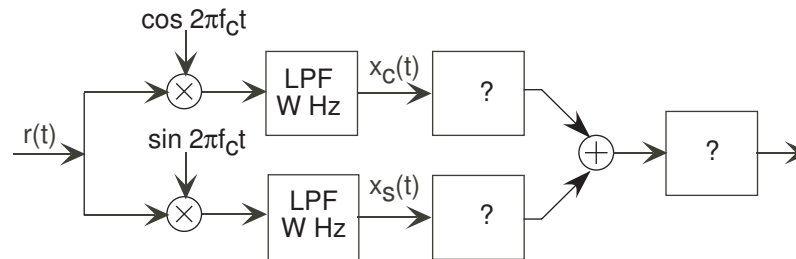 cos 2πf_ct
LPF
W Hz
x_c(t)
?
r(t)
sin 2πf_ct
?
LPF
W Hz
x_s(t)
?